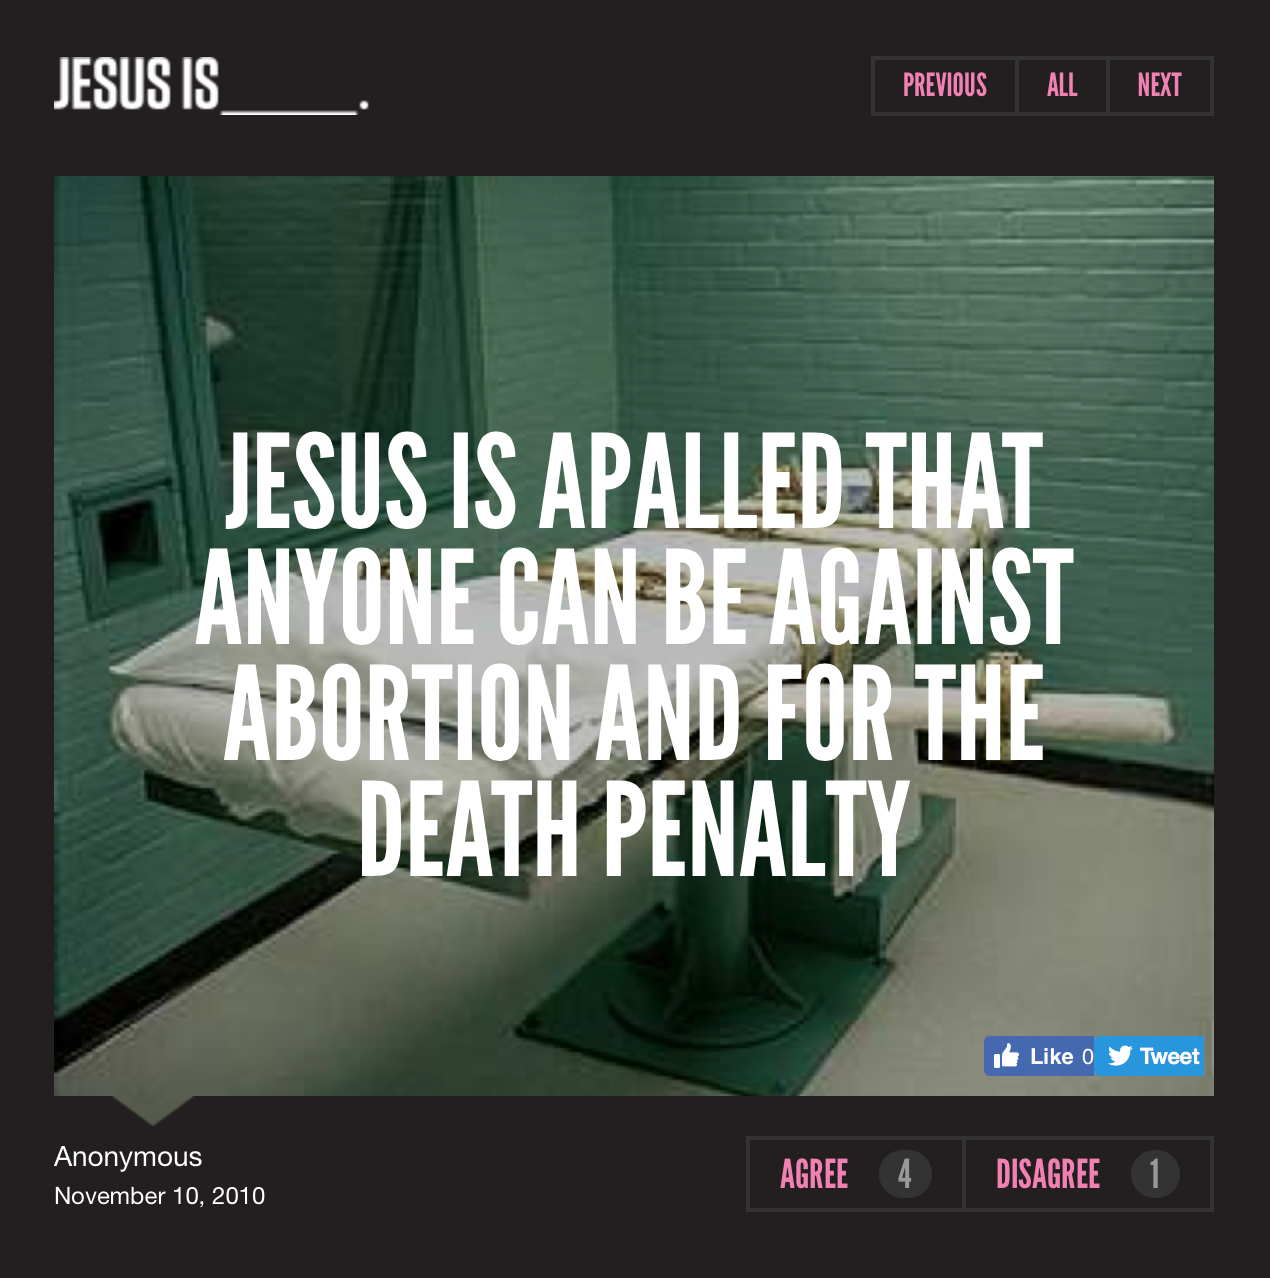 JESUS IS______.
PREVIOUS ALL NEXT
JESUS IS APALLED THAT
ANYONE CAN BE AGAINST
ABORTION AND FOR THE
DEATH PENALTY
Like 0 Tweet
Anonymous
November 10, 2010
AGREE 4 DISAGREE 1